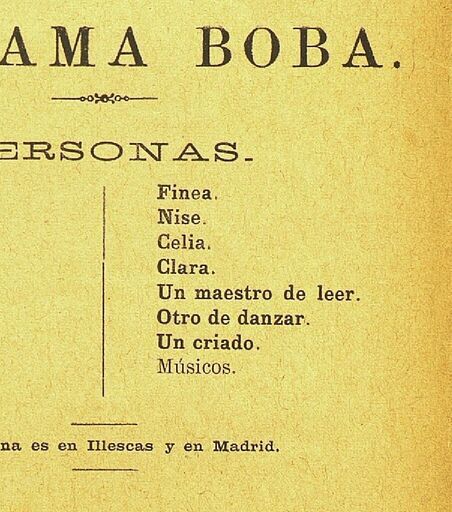 AMA BOBA.
ERSONAS.
Finea.
Nise.
Celia.
Clara.
Un maestro de leer.
Otro de danzar.
Un criado.
Músicos.
na es en Illescas y en Madrid.